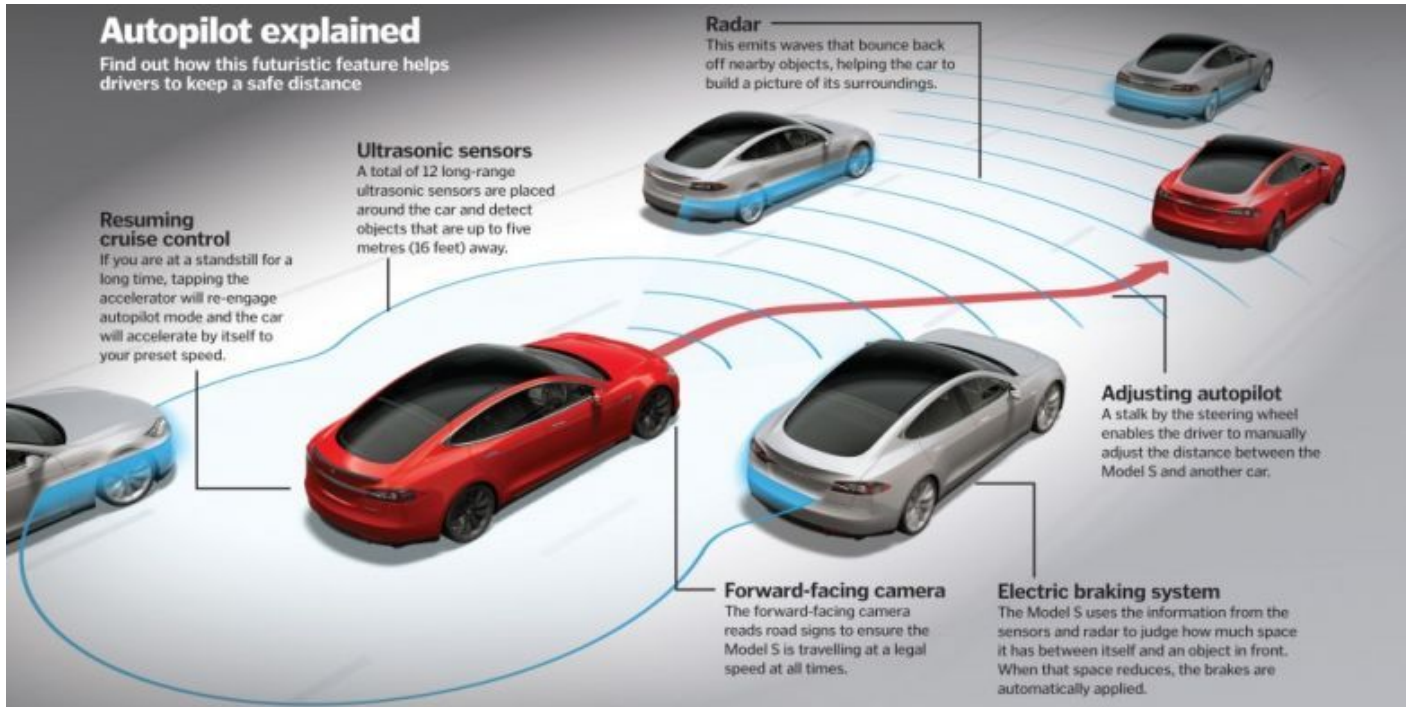 Autopilot explained
Find out how this futuristic feature helps
drivers to keep a safe distance
Radar
This emits waves that bounce back
off nearby objects, helping the car to
build a picture of its surroundings.
Ultrasonic sensors
A total of 12 long-range
ultrasonic sensors are placed
around the car and detect
objects that are up to five
metres (16 feet) away.
Resuming
cruise control
If you are at a standstill for a
long time, tapping the
accelerator will re-engage
autopilot mode and the car
will accelerate by itself to
your preset speed.
Adjusting autopilot
A stalk by the steering wheel
enables the driver to manually
adjust the distance between the
Model S and another car.
Forward-facing camera
The forward-facing camera
reads road signs to ensure the
Model S is travelling at a legal
speed at all times.
Electric braking system
The Model S uses the information from the
sensors and radar to judge how much space
it has between itself and an object in front.
When that space reduces, the brakes are
automatically applied.